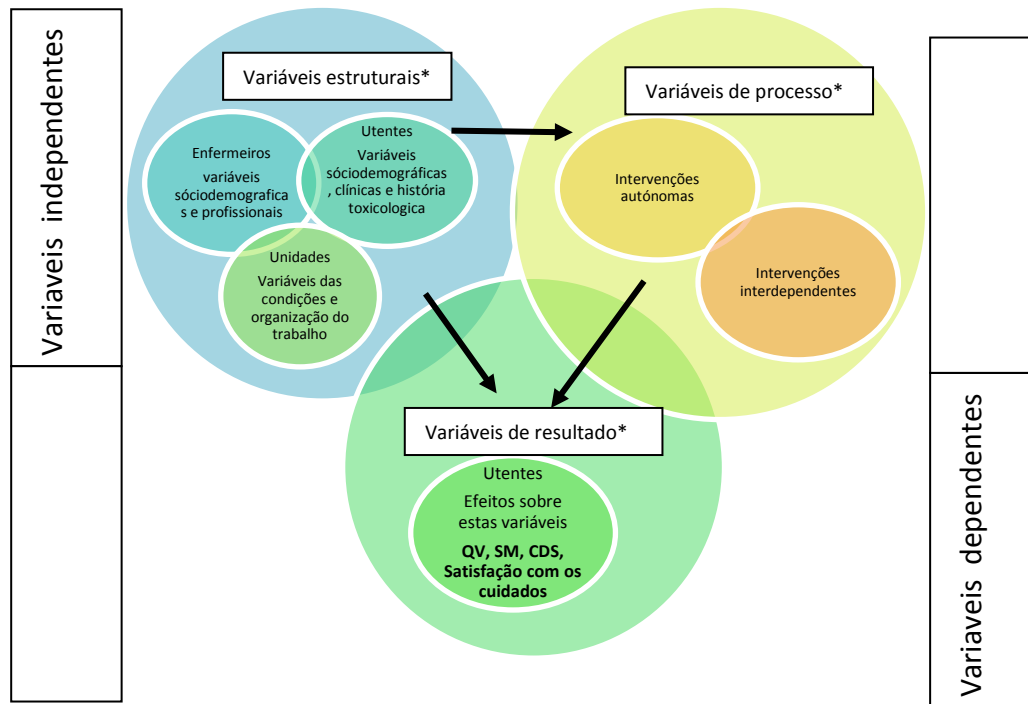 Variaveis independentes
Variáveis estruturais*
Enfermeiros
variáveis
sóciodemografica
s e profissionais
Utentes
Variáveis
sóciodemográficas
, clínicas e história
toxicologica
Unidades
Variáveis das
condições e
organização do
trabalho
Variáveis de processo*
Intervenções
autónomas
Intervenções
interdependentes
Variáveis de resultado*
Utentes
Efeitos sobre
estas variáveis
QV, SM, CDS,
Satisfação com os
cuidados
Variaveis dependentes